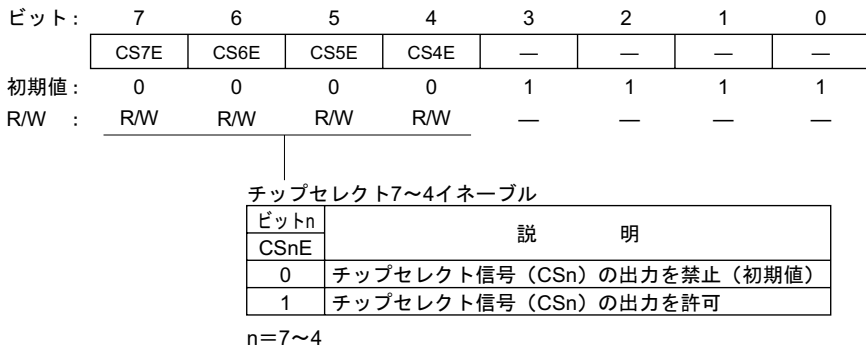 ビット: 7 6 5 4 3 2 1 0
CS7E CS6E CS5E CS4E — — — —
初期値: 0 0 0 0 1 1 1 1
R/W : R/W R/W R/W R/W — — — —
チップセレクト7～4イネーブル
ビットn
CSnE
説 明
0 チップセレクト信号（CSn）の出力を禁止（初期値）
1 チップセレクト信号（CSn）の出力を許可
n＝7～4